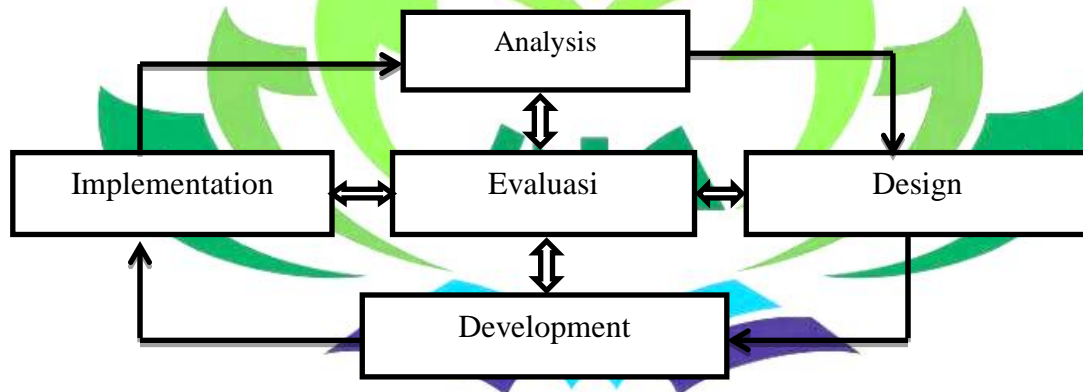 Analysis
Implementation
Evaluasi
Design
Development